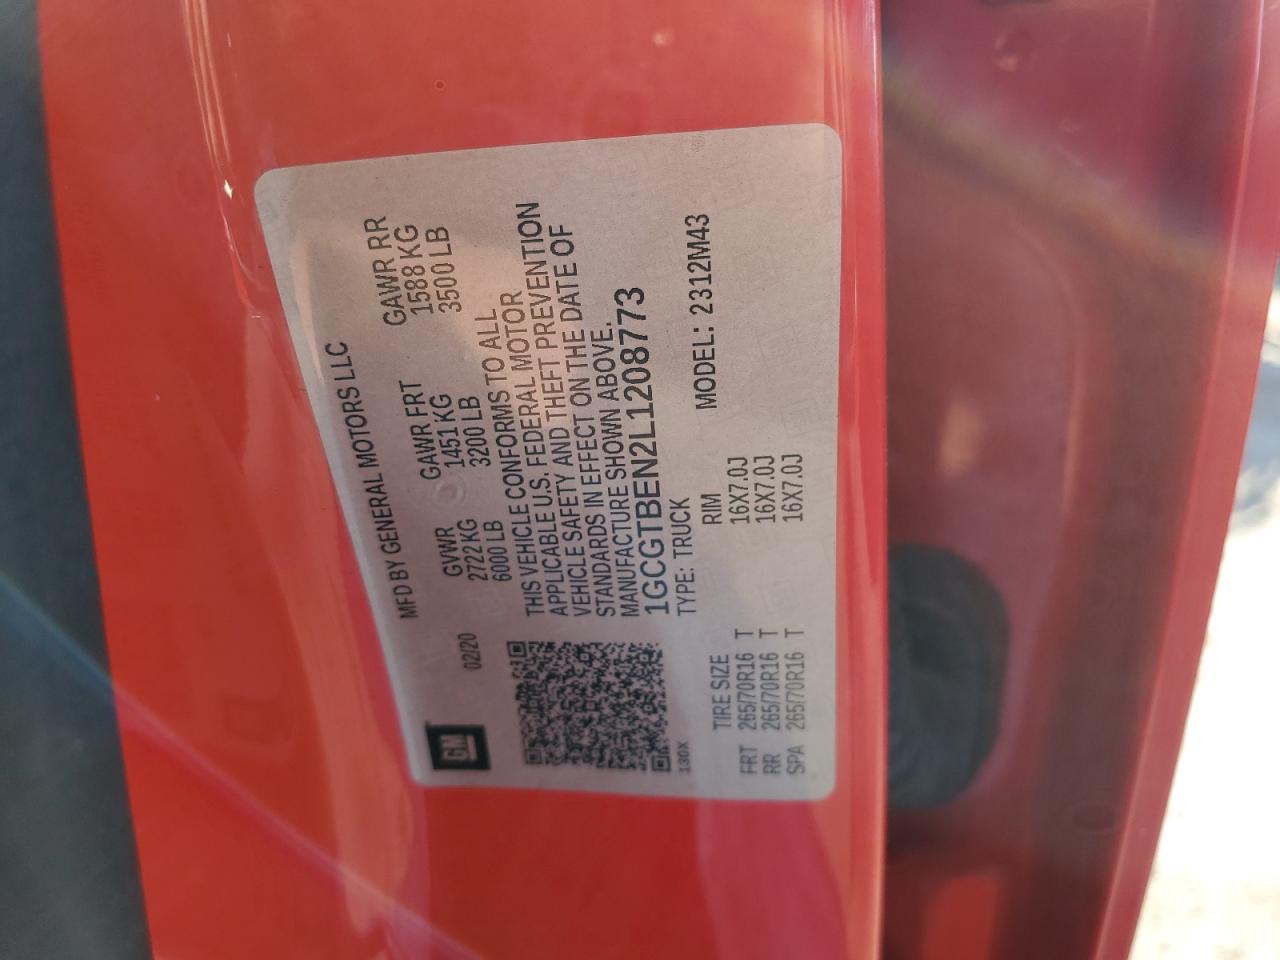 MFD BY GENERAL MOTORS LLC
GM
02/20
GVWR GAWR FRT GAWR RR
2722 KG 1451 KG 1588 KG
6000 LB 3200 LB 3500 LB
THIS VEHICLE CONFORMS TO ALL
APPLICABLE U.S. FEDERAL MOTOR
VEHICLE SAFETY AND THEFT PREVENTION
STANDARDS IN EFFECT ON THE DATE OF
MANUFACTURE SHOWN ABOVE.
1GCGTBEN2L1208773
130X
TYPE: TRUCK MODEL: 2312M43
TIRE SIZE RIM
FRT 265/70R16 T 16X7.0J
RR 265/70R16 T 16X7.0J
SPA 265/70R16 T 16X7.0J